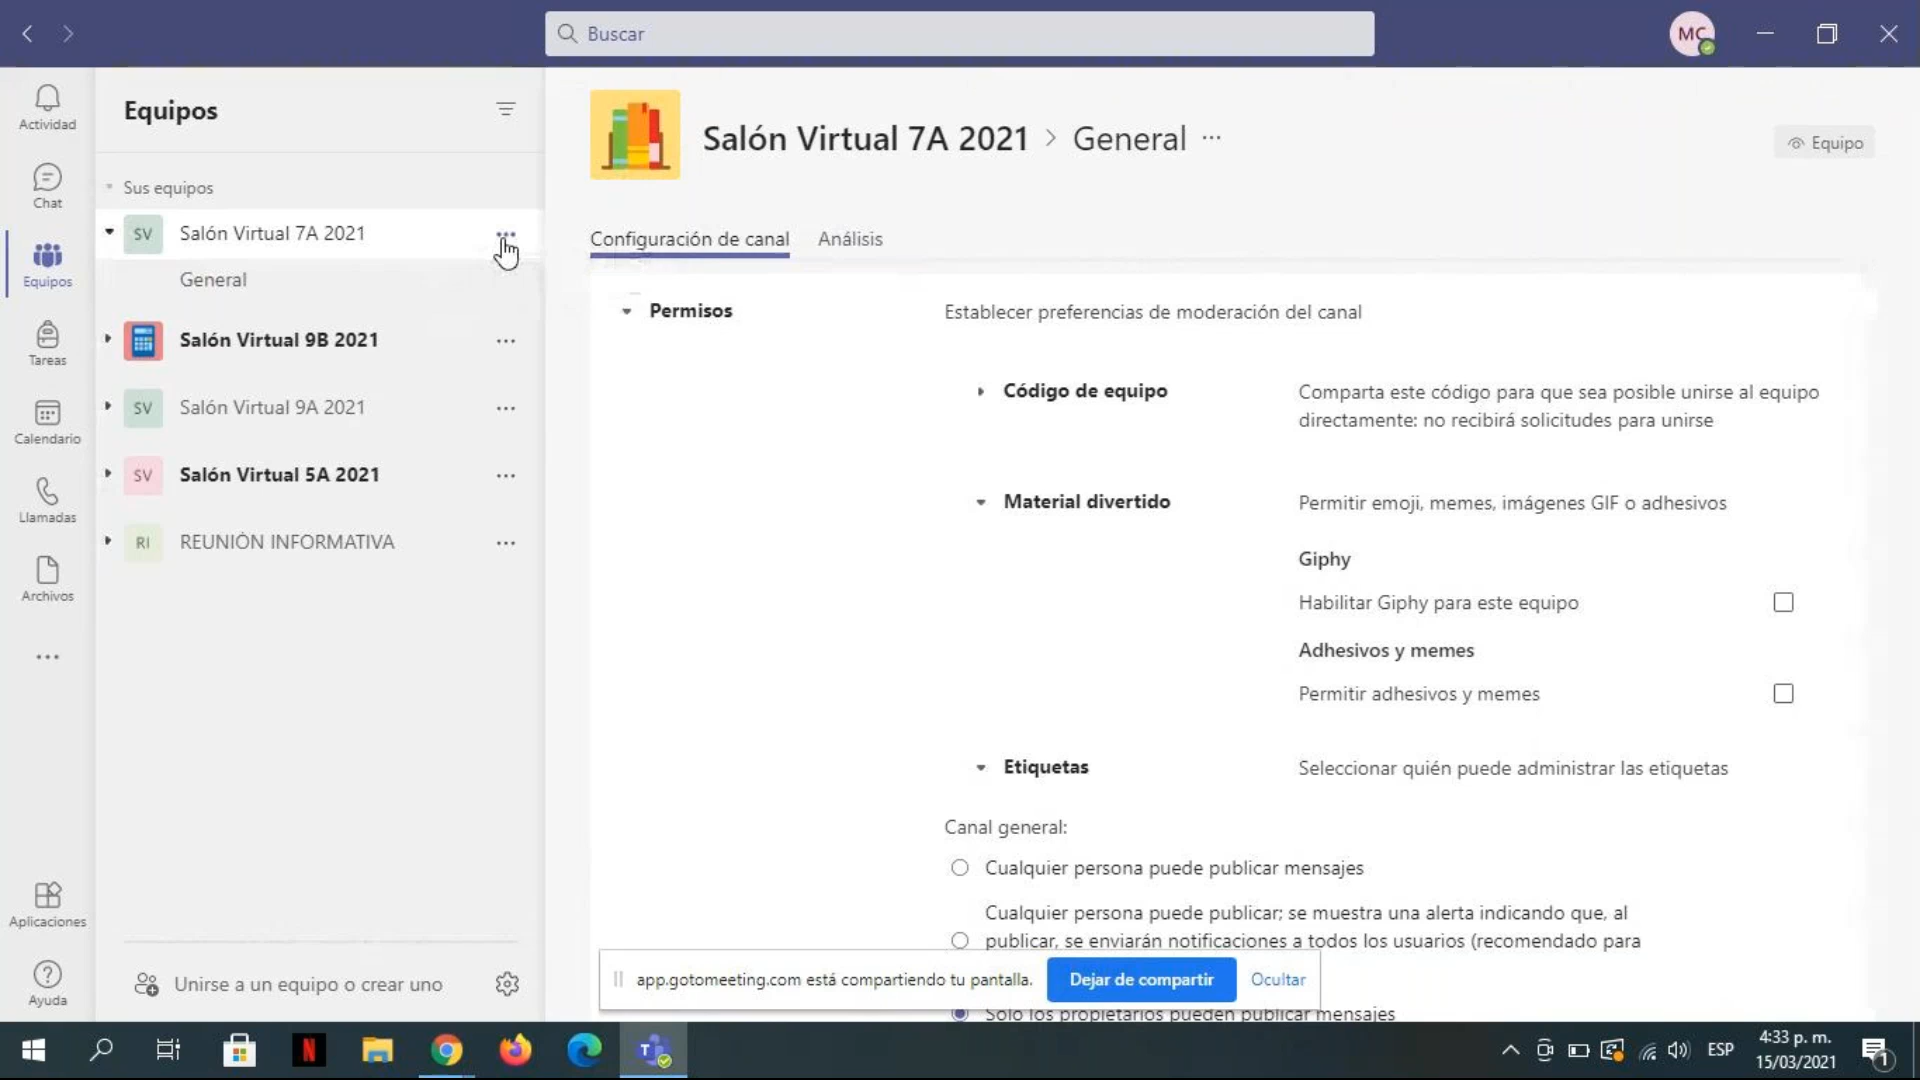 Buscar
MC
Actividad
Chat
Equipos
Tareas
Calendario
Llamadas
Archivos
Aplicaciones
Ayuda
Equipos
Sus equipos
SV Salón Virtual 7A 2021
General
Salón Virtual 9B 2021
SV Salón Virtual 9A 2021
SV Salón Virtual 5A 2021
RI REUNIÓN INFORMATIVA
Unirse a un equipo o crear uno
Salón Virtual 7A 2021 > General ...
Equipo
Configuración de canal Análisis
Permisos Establecer preferencias de moderación del canal
Código de equipo Comparta este código para que sea posible unirse al equipo
directamente: no recibirá solicitudes para unirse
Material divertido Permitir emoji, memes, imágenes GIF o adhesivos
Giphy
Habilitar Giphy para este equipo
Adhesivos y memes
Permitir adhesivos y memes
Etiquetas Seleccionar quién puede administrar las etiquetas
Canal general:
Cualquier persona puede publicar mensajes
Cualquier persona puede publicar; se muestra una alerta indicando que, al
publicar, se enviarán notificaciones a todos los usuarios (recomendado para
app.gotomeeting.com está compartiendo tu pantalla. Dejar de compartir Ocultar
Solo los propietarios pueden publicar mensajes
N
T
ESP
4:33 p. m.
15/03/2021
1